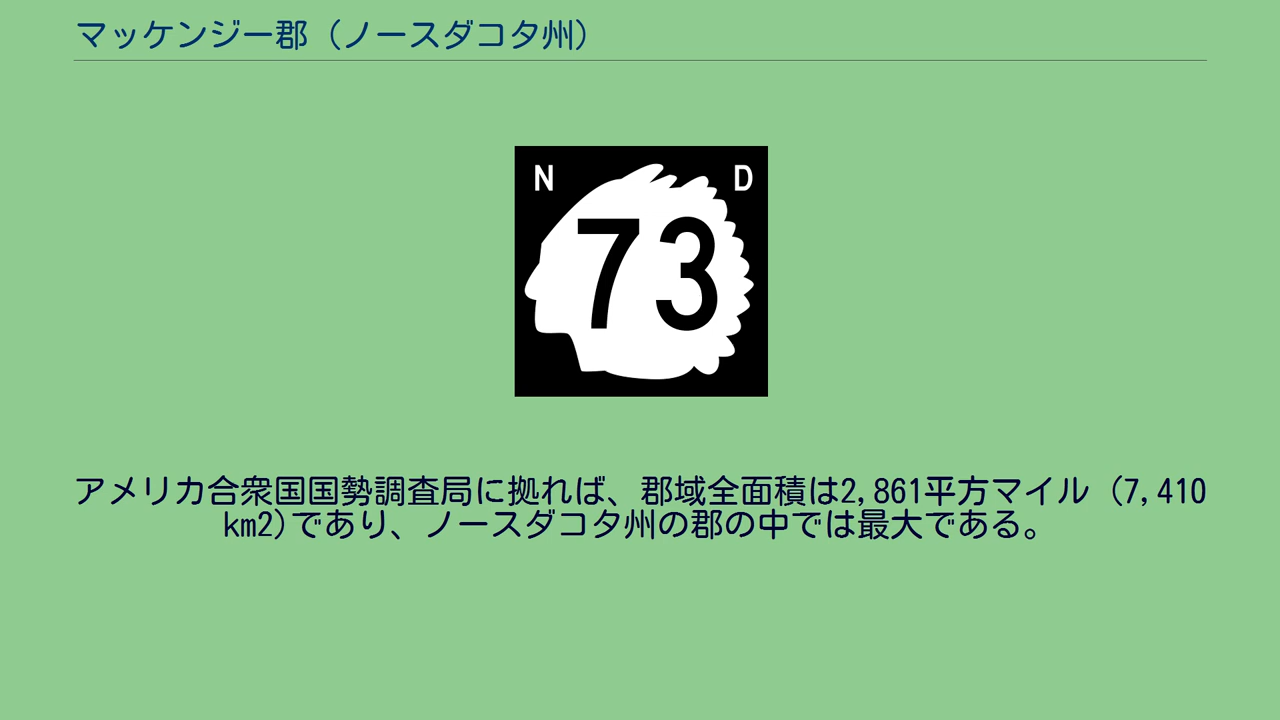 マッケンジー郡 (ノースダコタ州)
N D
73
アメリカ合衆国国勢調査局に拠れば、郡域全面積は2,861平方マイル (7,410
km2)であり、ノースダコタ州の郡の中では最大である。